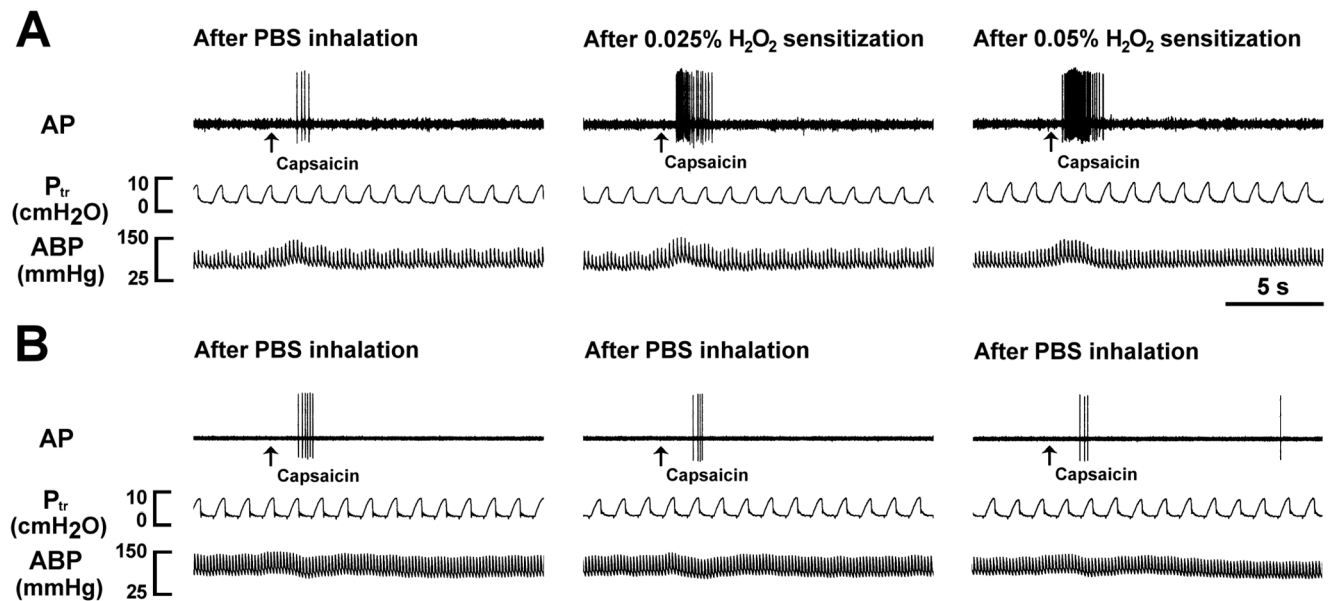 A
After PBS inhalation
After 0.025% H₂O₂ sensitization
After 0.05% H₂O₂ sensitization
AP
Capsaicin
Capsaicin
Capsaicin
Ptr
(cmH2O)
10
0
ABP
(mmHg)
150
25
5 s
B
After PBS inhalation
After PBS inhalation
After PBS inhalation
AP
Capsaicin
Capsaicin
Capsaicin
Ptr
(cmH2O)
10
0
ABP
(mmHg)
150
25